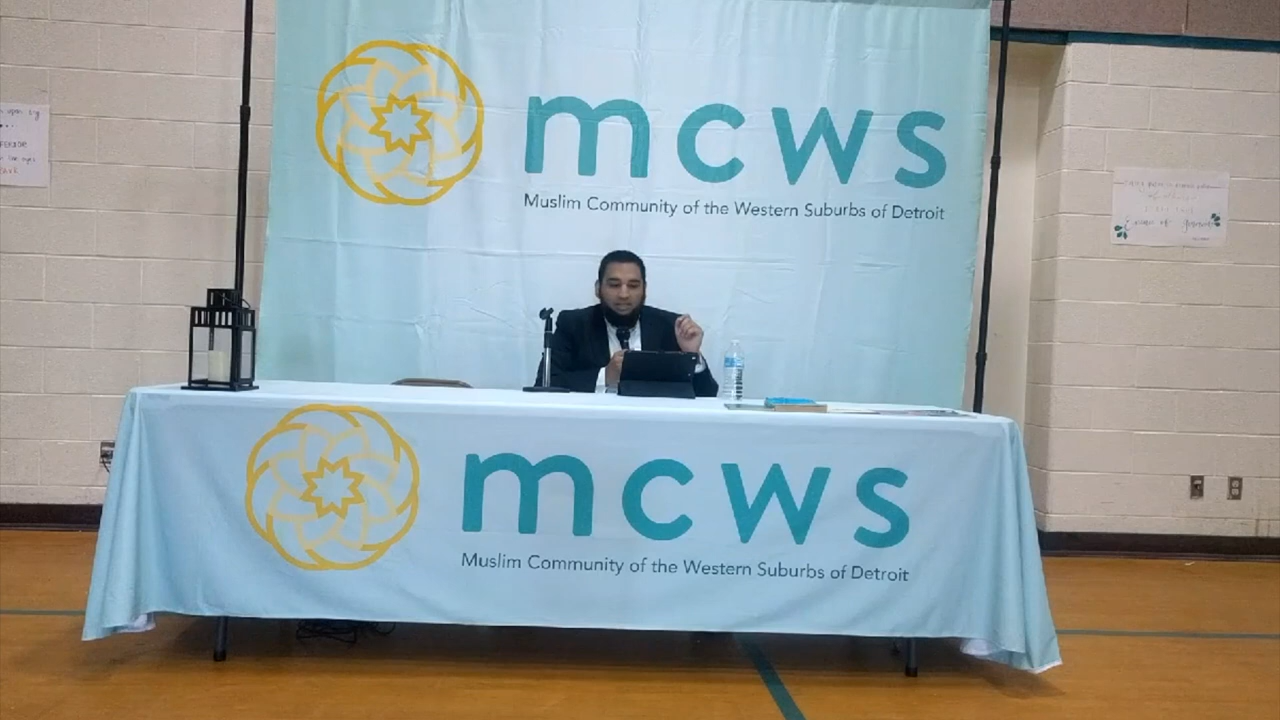 mcws
Muslim Community of the Western Suburbs of Detroit
mcws
Muslim Community of the Western Suburbs of Detroit